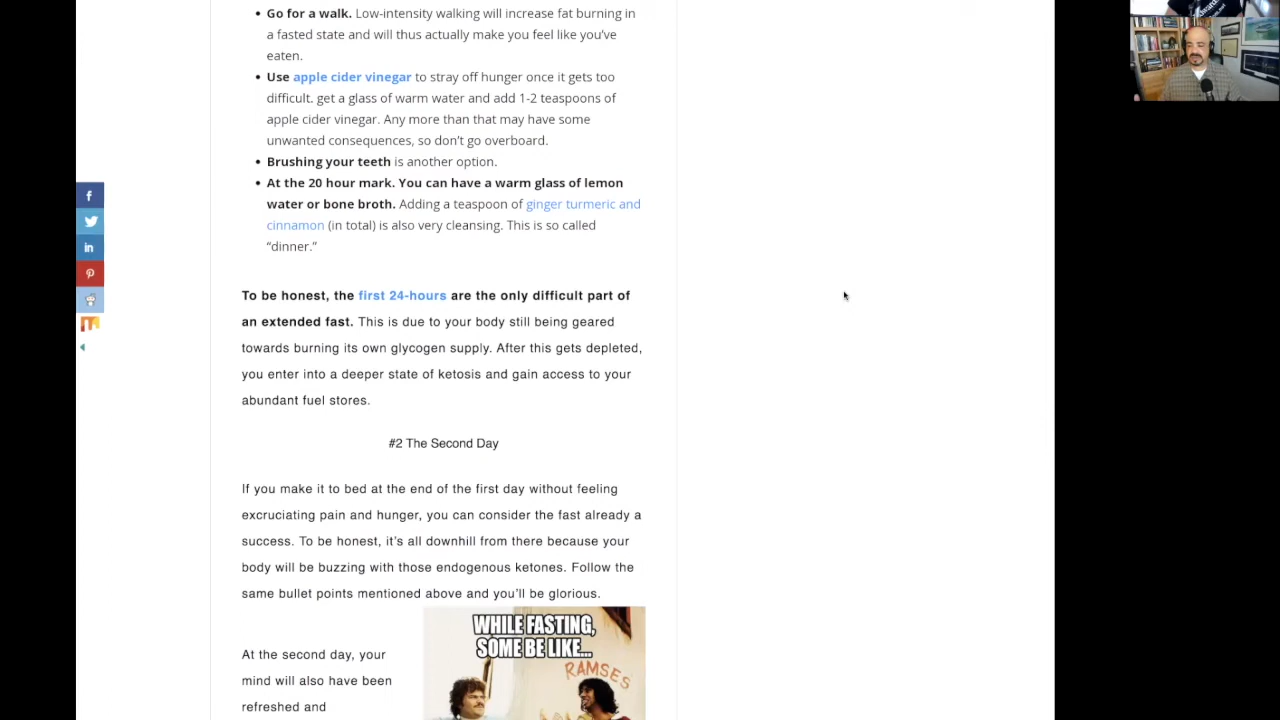 Go for a walk. Low-intensity walking will increase fat burning in
a fasted state and will thus actually make you feel like you've
eaten.
Use apple cider vinegar to stray off hunger once it gets too
difficult. get a glass of warm water and add 1-2 teaspoons of
apple cider vinegar. Any more than that may have some
unwanted consequences, so don't go overboard.
Brushing your teeth is another option.
At the 20 hour mark. You can have a warm glass of lemon
water or bone broth. Adding a teaspoon of ginger turmeric and
cinnamon (in total) is also very cleansing. This is so called
“dinner.”
To be honest, the first 24-hours are the only difficult part of
an extended fast. This is due to your body still being geared
towards burning its own glycogen supply. After this gets depleted,
you enter into a deeper state of ketosis and gain access to your
abundant fuel stores.
#2 The Second Day
If you make it to bed at the end of the first day without feeling
excruciating pain and hunger, you can consider the fast already a
success. To be honest, it's all downhill from there because your
body will be buzzing with those endogenous ketones. Follow the
same bullet points mentioned above and you'll be glorious.
At the second day, your
mind will also have been
refreshed and
WHILE FASTING,
SOME BE LIKE...
RAMSES